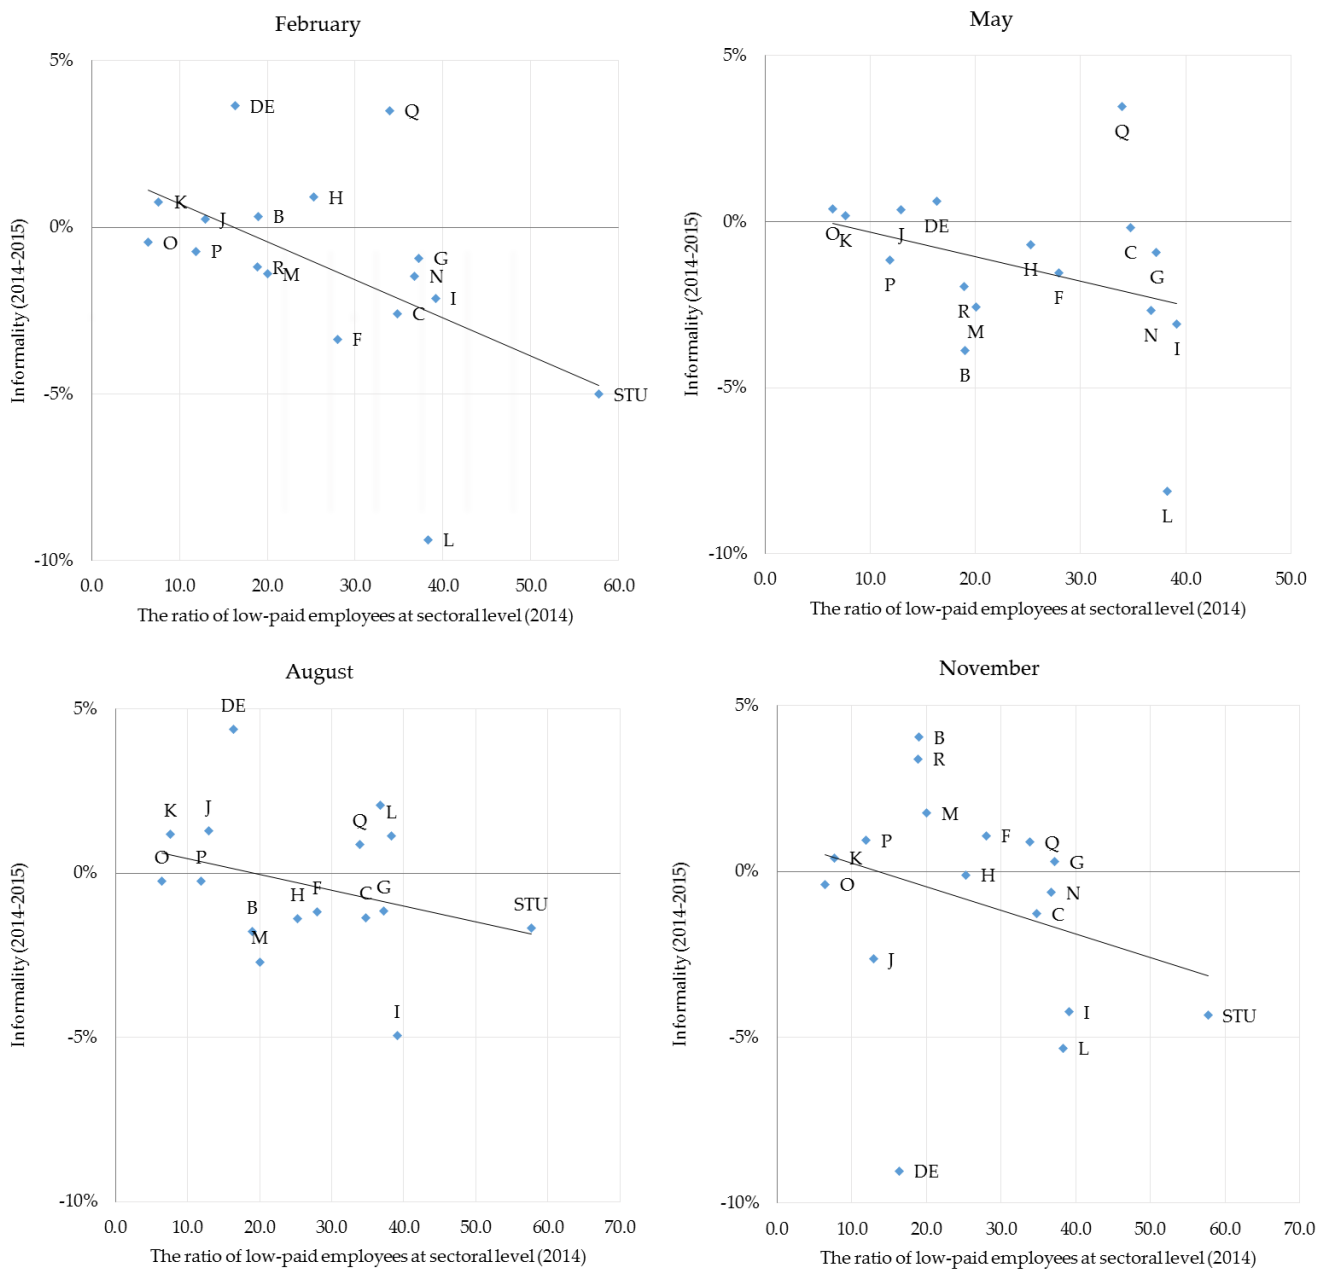 February
5%
0%
-5%
-10%
Informality (2014-2015)
DE
Q
K
J
B
H
O
P
R
M
G
N
I
C
F
STU
L
0.0 10.0 20.0 30.0 40.0 50.0 60.0
The ratio of low-paid employees at sectoral level (2014)
May
5%
0%
-5%
-10%
Informality (2014-2015)
Q
O
K
J
DE
C
P
H
G
F
R
M
N
I
B
L
0.0 10.0 20.0 30.0 40.0 50.0
The ratio of low-paid employees at sectoral level (2014)
August
5%
0%
-5%
-10%
Informality (2014-2015)
DE
K
J
L
Q
O
P
F
G
H
C
STU
B
M
I
0.0 10.0 20.0 30.0 40.0 50.0 60.0 70.0
The ratio of low-paid employees at sectoral level (2014)
November
5%
0%
-5%
-10%
Informality (2014-2015)
B
R
M
P
F
Q
K
G
H
O
N
C
J
I
STU
L
DE
0.0 10.0 20.0 30.0 40.0 50.0 60.0 70.0
The ratio of low-paid employees at sectoral level (2014)